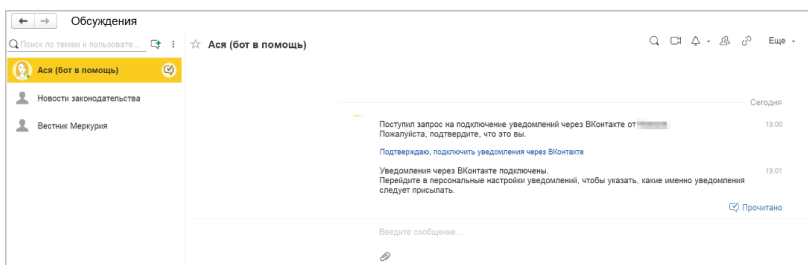 Обсуждения
Поиск по темам и пользовате...
Ася (бот в помощь)
Еще
Ася (бот в помощь)
Новости законодательства
Вестник Меркурия
Сегодня
Поступил запрос на подключение уведомлений через ВКонтакте от
19:00
Пожалуйста, подтвердите, что это вы.
Подтверждаю, подключить уведомления через ВКонтакте
Уведомления через ВКонтакте подключены.
19:01
Перейдите в персональные настройки уведомлений, чтобы указать, какие именно уведомления
следует присылать.
Прочитано
Введите сообщение...